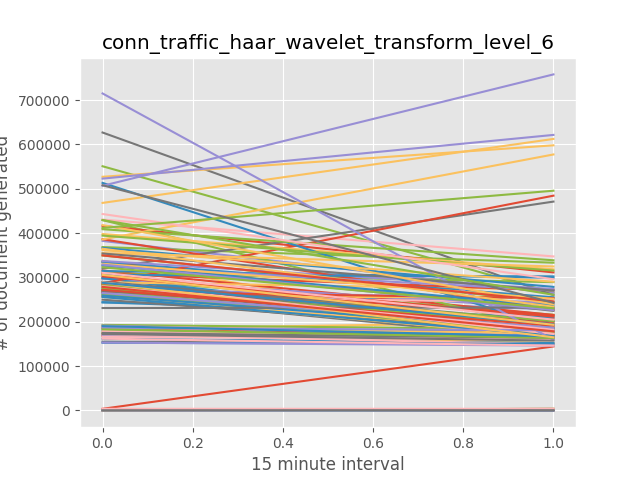 conn_traffic_haar_wavelet_transform_level_6
700000
600000
500000
400000
300000
200000
100000
0
# of document generated
0.0 0.2 0.4 0.6 0.8 1.0
15 minute interval